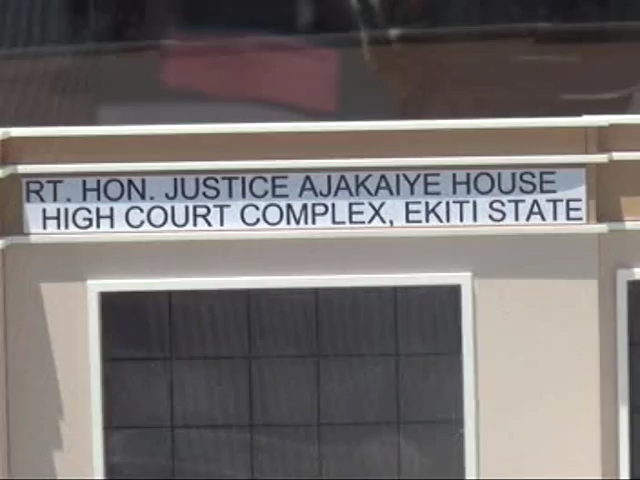 RT. HON. JUSTICE AJAKAIYE HOUSE
HIGH COURT COMPLEX, EKITI STATE